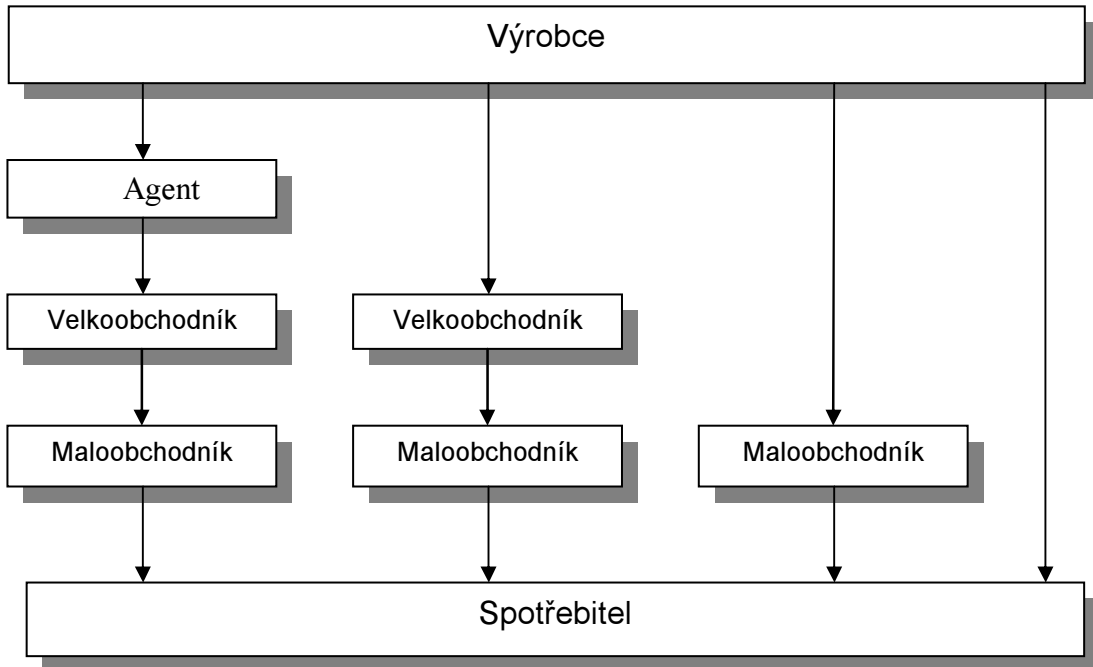 Výrobce
Agent
Velkoobchodník
Velkoobchodník
Maloobchodník
Maloobchodník
Maloobchodník
Spotřebitel